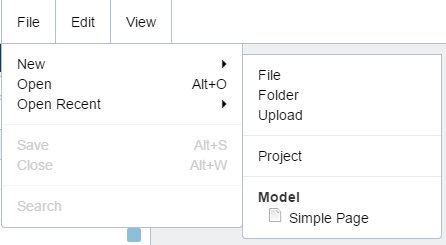 File Edit View
New
Open Alt+O
Open Recent
Save Alt+S
Close Alt+W
Search
File
Folder
Upload
Project
Model
Simple Page